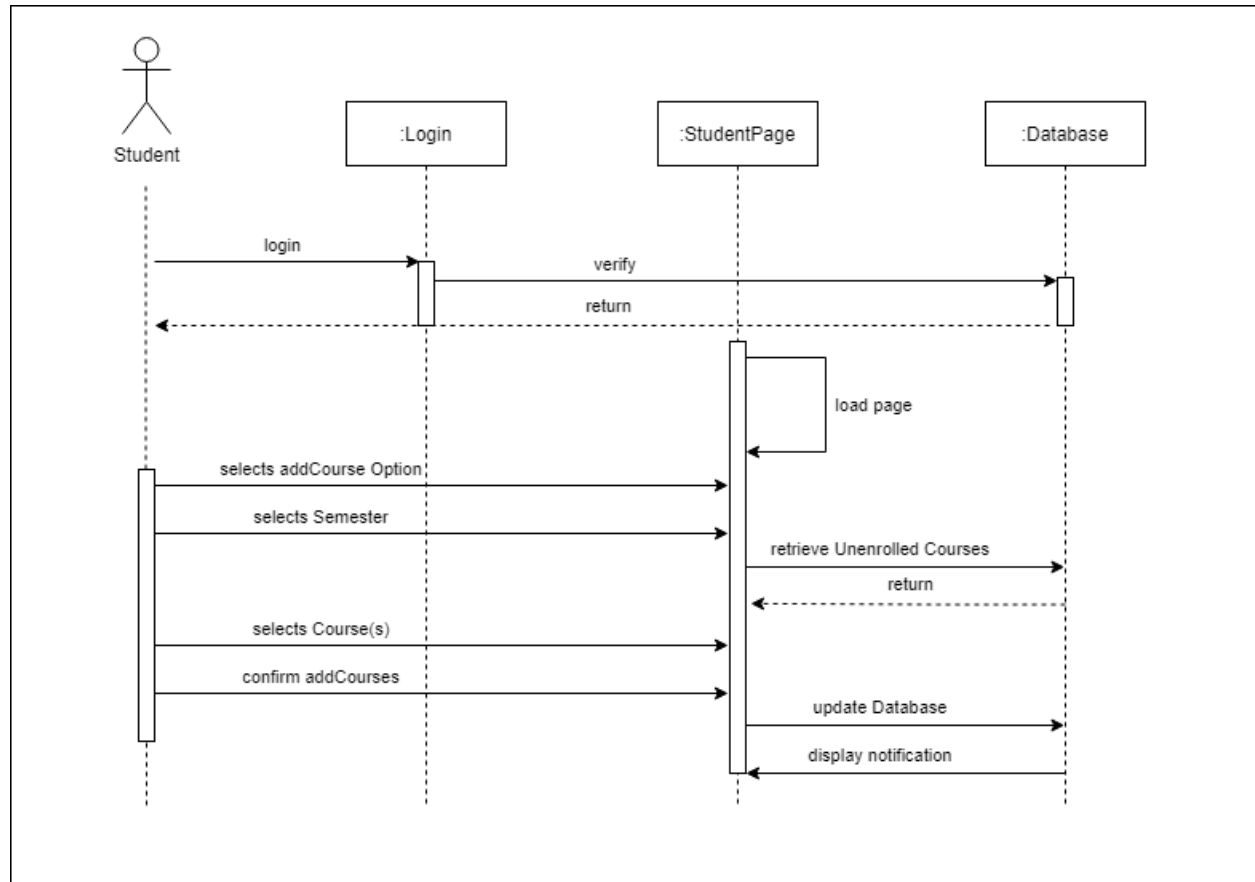 Student
:Login
:StudentPage
:Database
login
verify
return
load page
selects addCourse Option
selects Semester
retrieve Unenrolled Courses
return
selects Course(s)
confirm addCourses
update Database
display notification